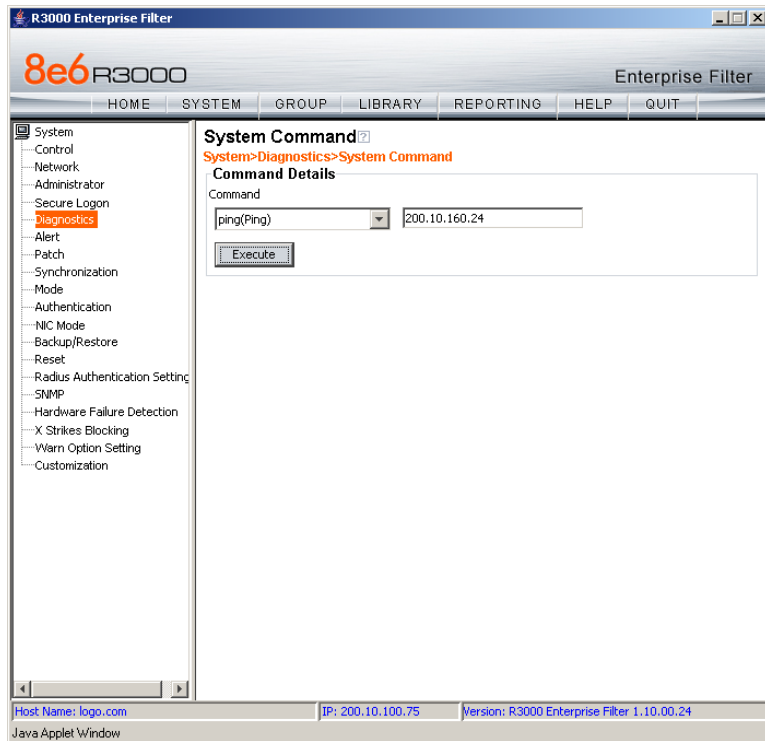 R3000 Enterprise Filter
8e6 R3000
Enterprise Filter
HOME SYSTEM GROUP LIBRARY REPORTING HELP QUIT
System
Control
Network
Administrator
Secure Logon
Diagnostics
Alert
Patch
Synchronization
Mode
Authentication
NIC Mode
Backup/Restore
Reset
Radius Authentication Setting
SNMP
Hardware Failure Detection
X Strikes Blocking
Warn Option Setting
Customization
System Command?
System>Diagnostics>System Command
Command Details
Command
ping(Ping) 200.10.160.24
Execute
Host Name: logo.com IP: 200.10.100.75 Version: R3000 Enterprise Filter 1.10.00.24
Java Applet Window